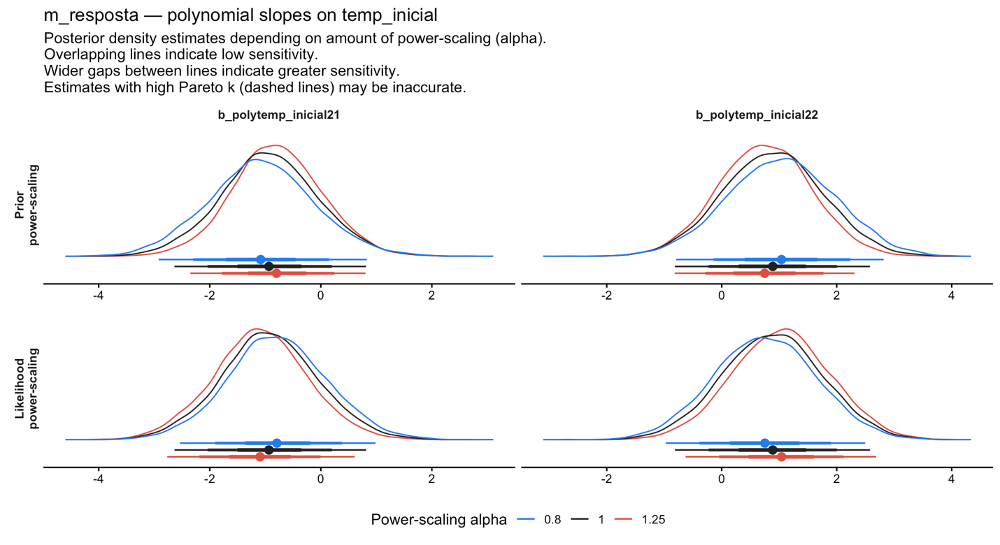 m_resposta — polynomial slopes on temp_inicial
Posterior density estimates depending on amount of power-scaling (alpha).
Overlapping lines indicate low sensitivity.
Wider gaps between lines indicate greater sensitivity.
Estimates with high Pareto k (dashed lines) may be inaccurate.
b_polytemp_inicial21
b_polytemp_inicial22
Prior
power-scaling
-4
-2
0
2
-2
0
2
4
Likelihood
power-scaling
-4
-2
0
2
-2
0
2
4
Power-scaling alpha
0.8
1
1.25